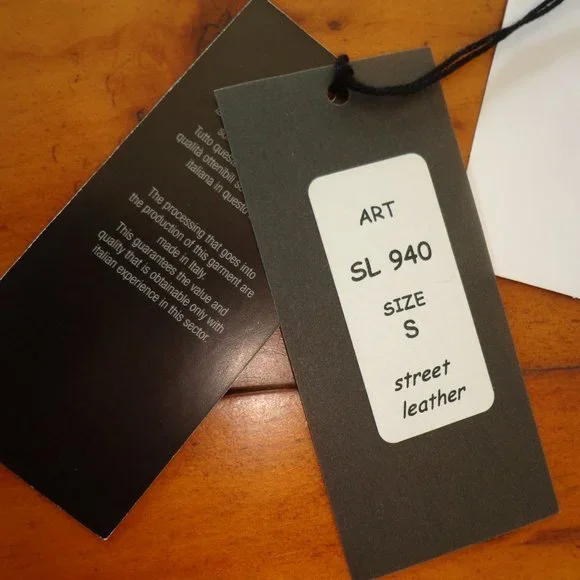 Tutto ques
qualità ottenibili s
italiana in questo
The processing that goes into
the production of this garment are
made in Italy.
This guarantees the value and
quality that is obtainable only with
italian experience in this sector.
ART
SL 940
SIZE
S
street
leather